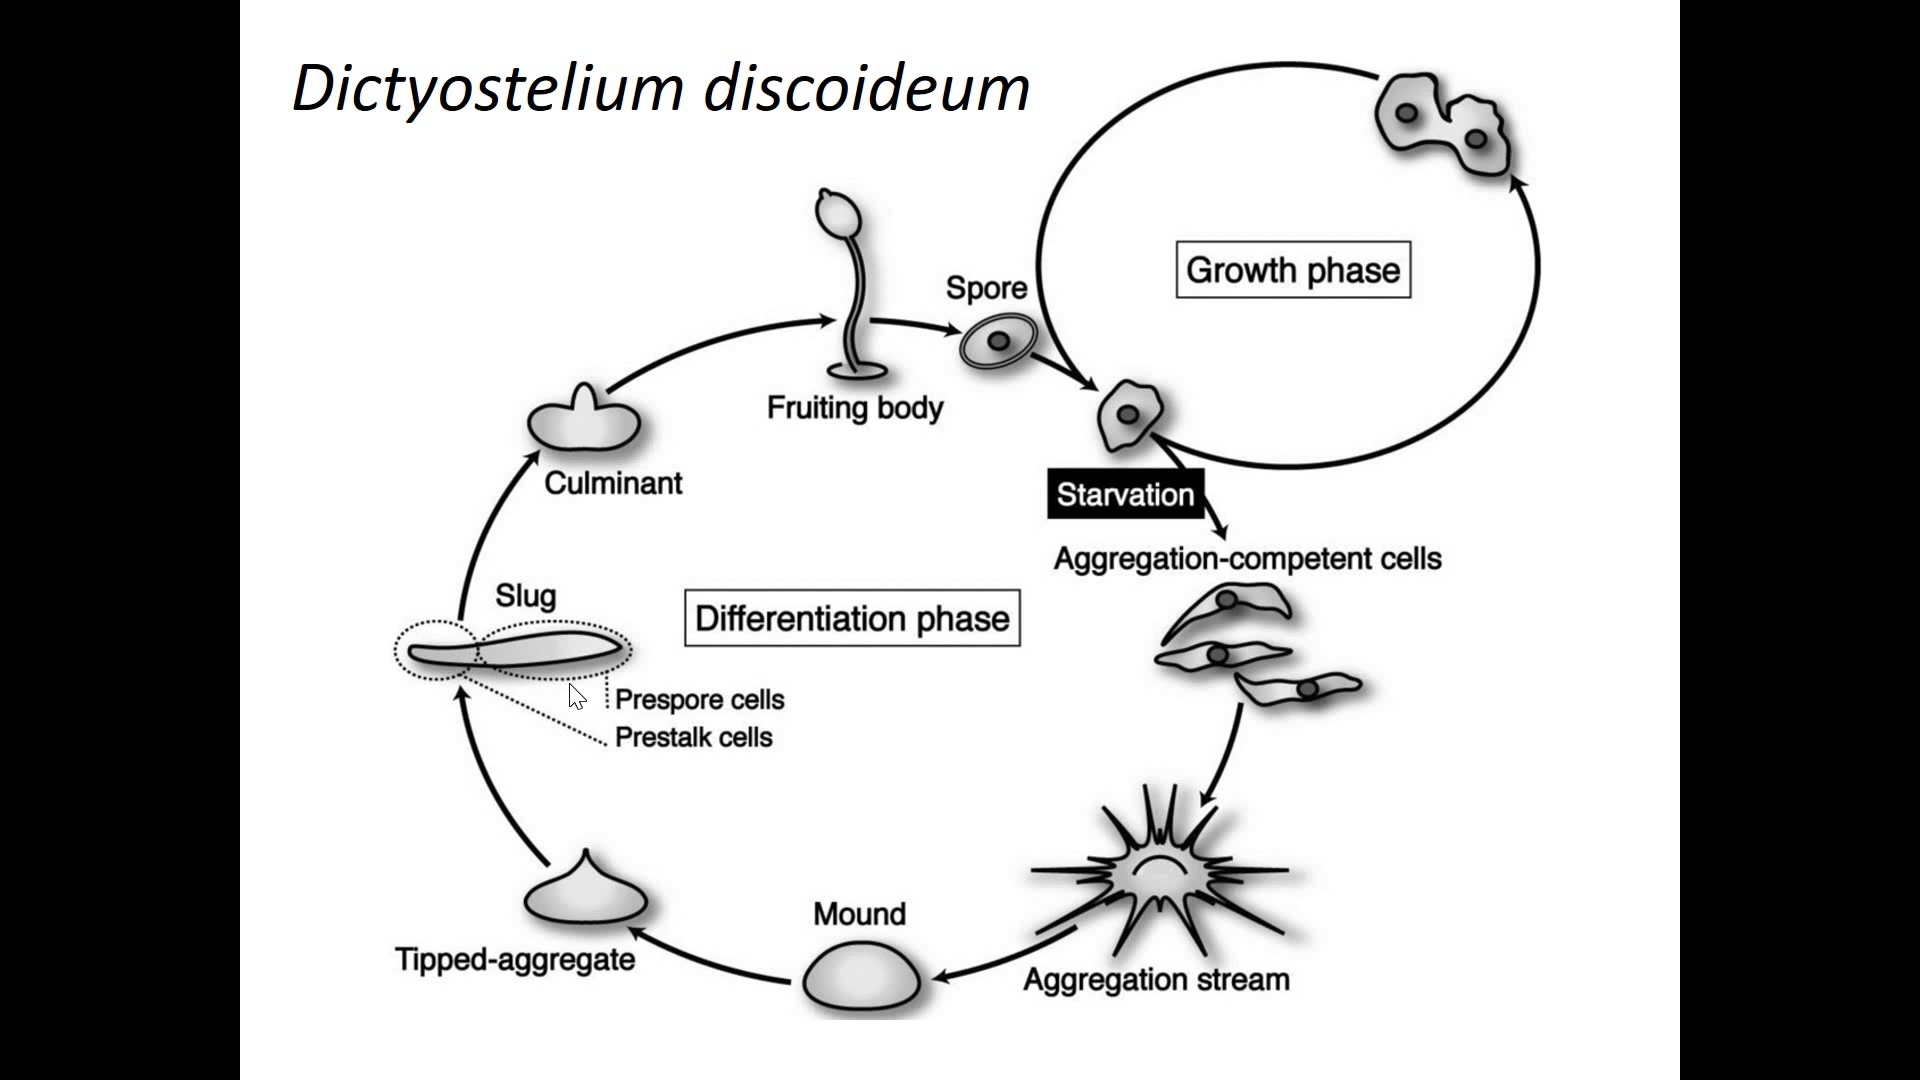 Dictyostelium discoideum
Growth phase
Spore
Fruiting body
Culminant
Starvation
Aggregation-competent cells
Slug
Differentiation phase
Prespore cells
Prestalk cells
Mound
Tipped-aggregate
Aggregation stream